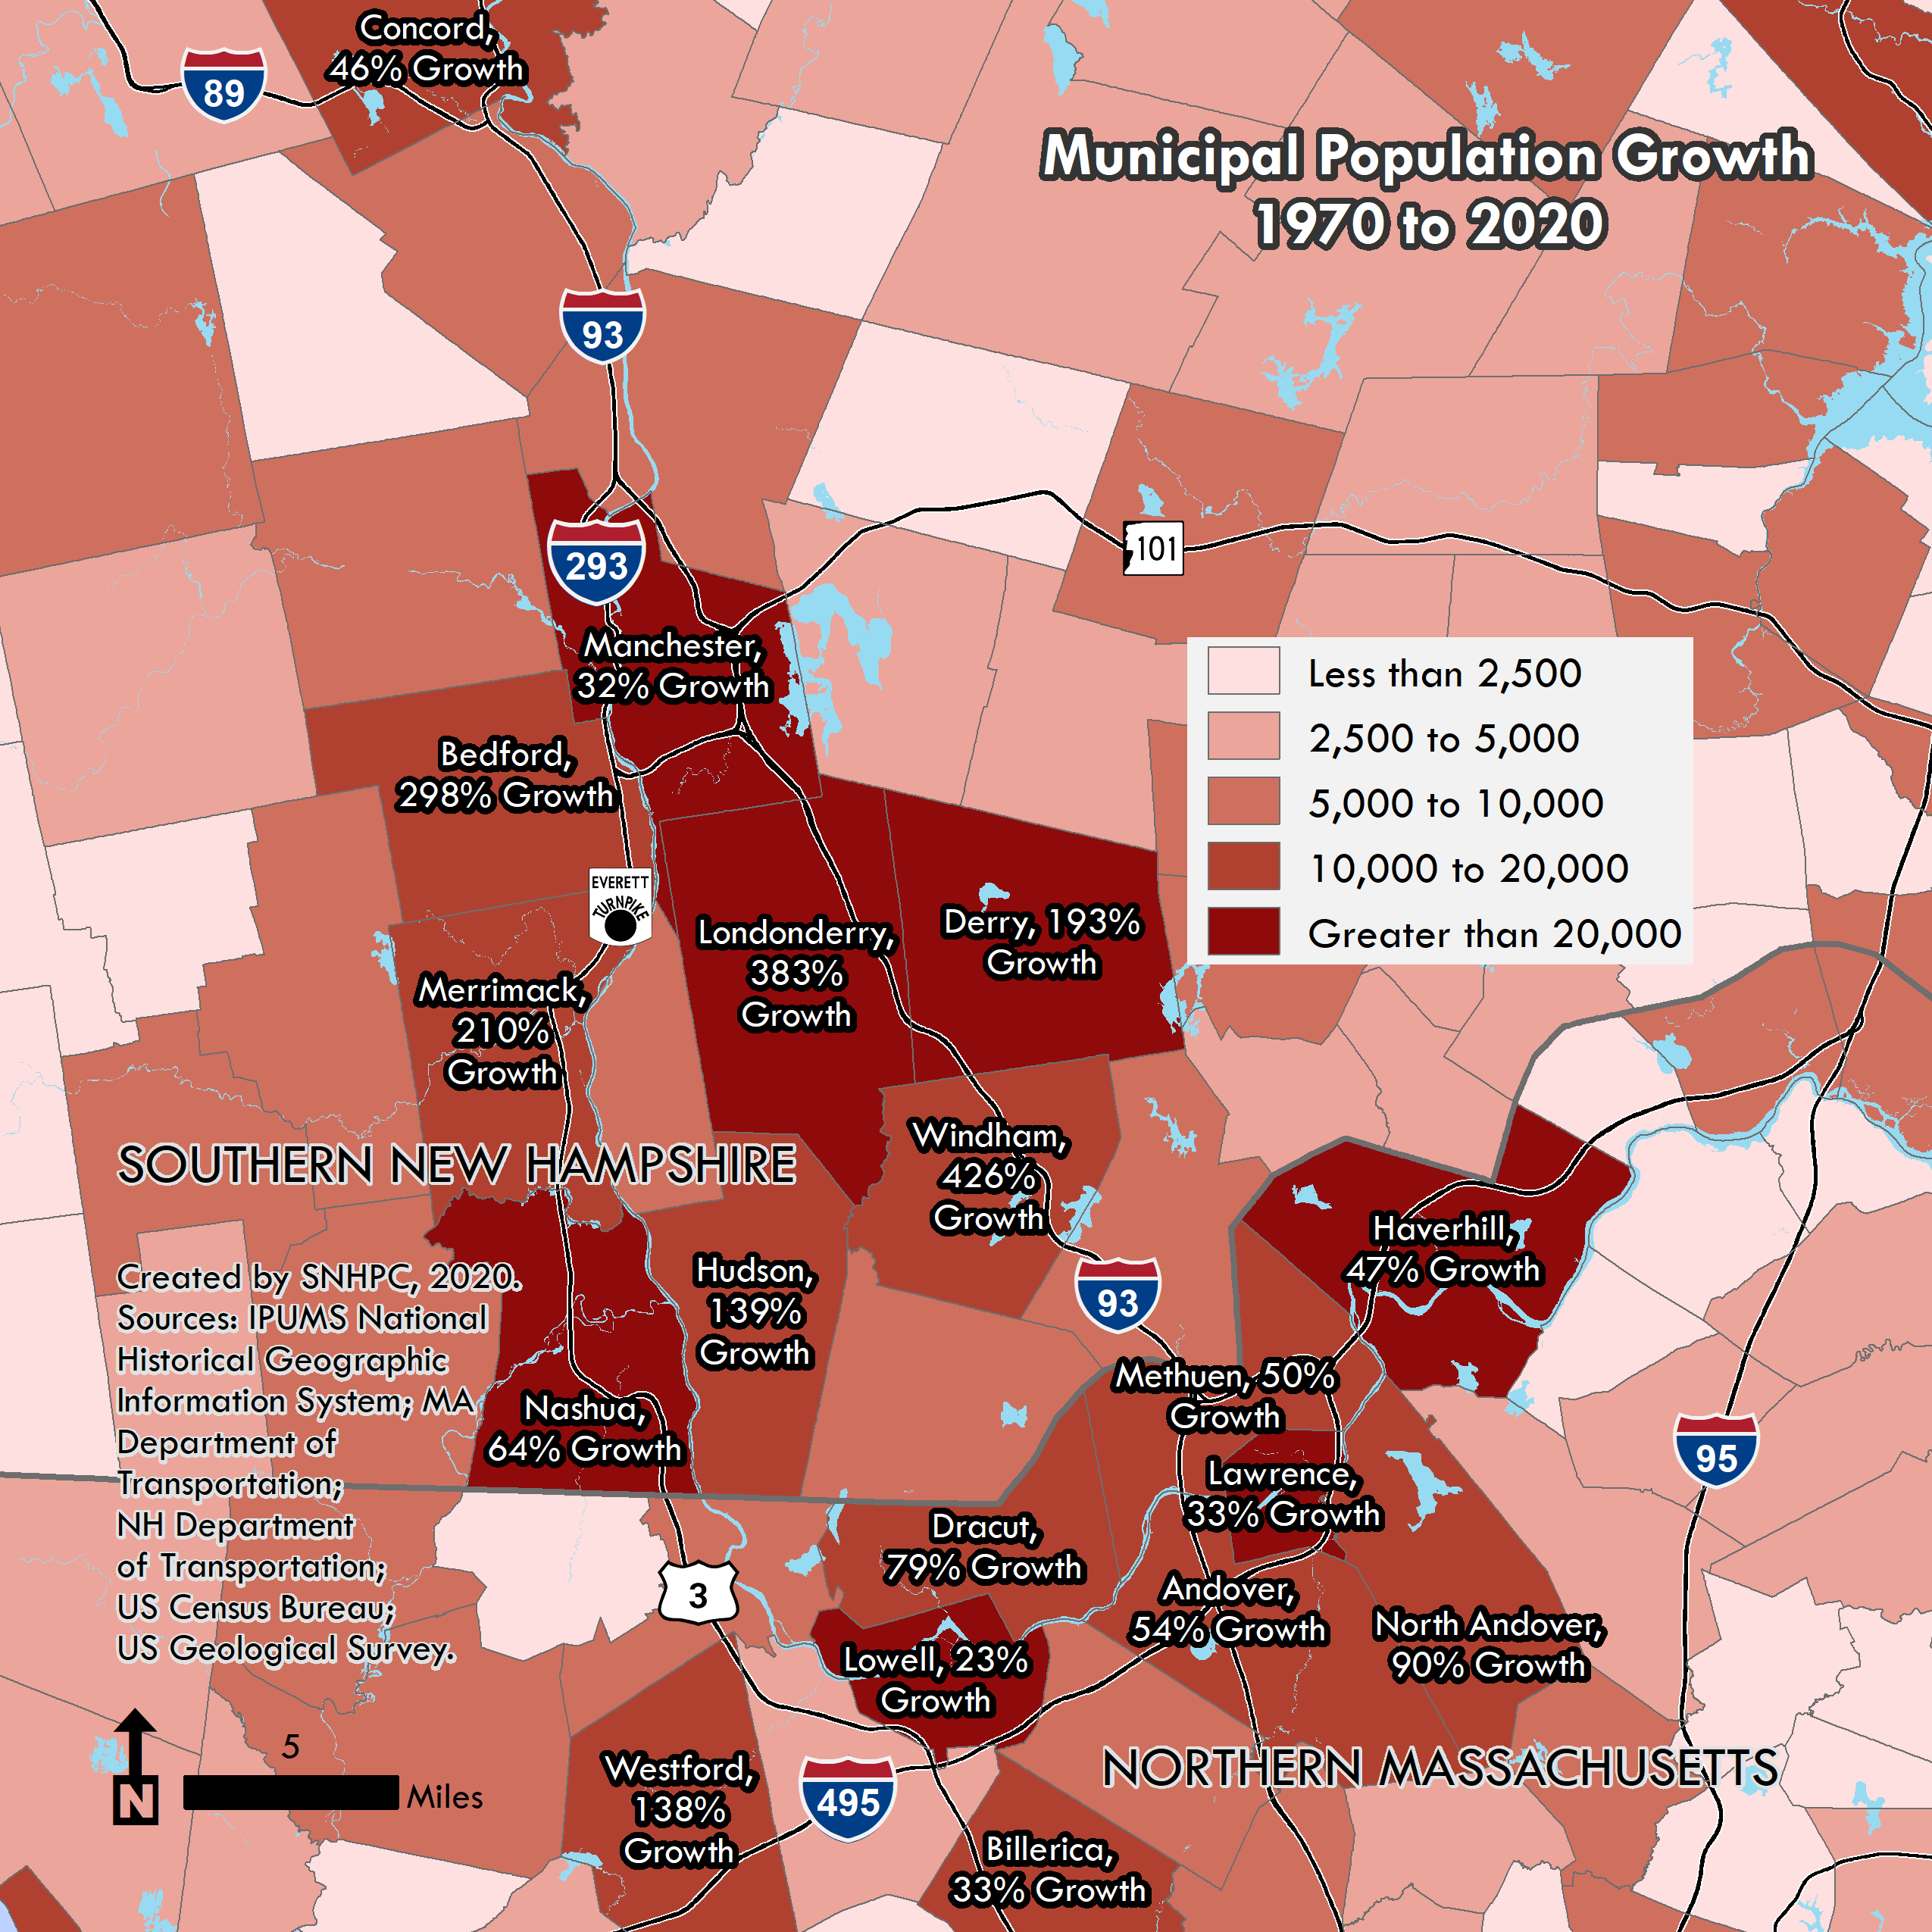 Concord,
46% Growth
89
Municipal Population Growth
1970 to 2020
93
293
101
Manchester,
32% Growth
Less than 2,500
2,500 to 5,000
5,000 to 10,000
10,000 to 20,000
Greater than 20,000
Bedford,
298% Growth
EVERETT
TURNPIKE
Londonderry,
383%
Growth
Derry, 193%
Growth
Merrimack,
210%
Growth
SOUTHERN NEW HAMPSHIRE
Windham,
426%
Growth
Haverhill,
47% Growth
Hudson,
139%
Growth
93
Created by SNHPC, 2020.
Sources: IPUMS National
Historical Geographic
Information System; MA
Department of
Transportation;
NH Department
of Transportation;
US Census Bureau;
US Geological Survey.
Nashua,
64% Growth
Methuen, 50%
Growth
95
Lawrence,
33% Growth
Dracut,
79% Growth
3
Andover,
54% Growth
North Andover,
90% Growth
Lowell, 23%
Growth
5
Miles
N
Westford,
138%
Growth
495
NORTHERN MASSACHUSETTS
Billerica,
33% Growth